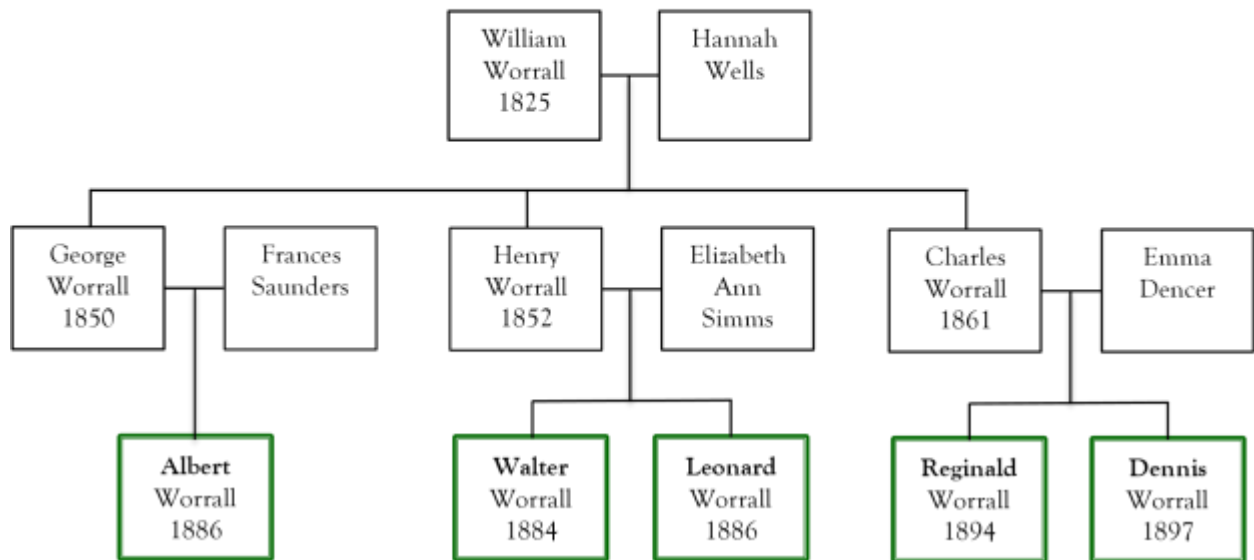 William
Worrall
1825
Hannah
Wells
George
Worrall
1850
Frances
Saunders
Henry
Worrall
1852
Elizabeth
Ann
Simms
Charles
Worrall
1861
Emma
Dencer
Albert
Worrall
1886
Walter
Worrall
1884
Leonard
Worrall
1886
Reginald
Worrall
1894
Dennis
Worrall
1897